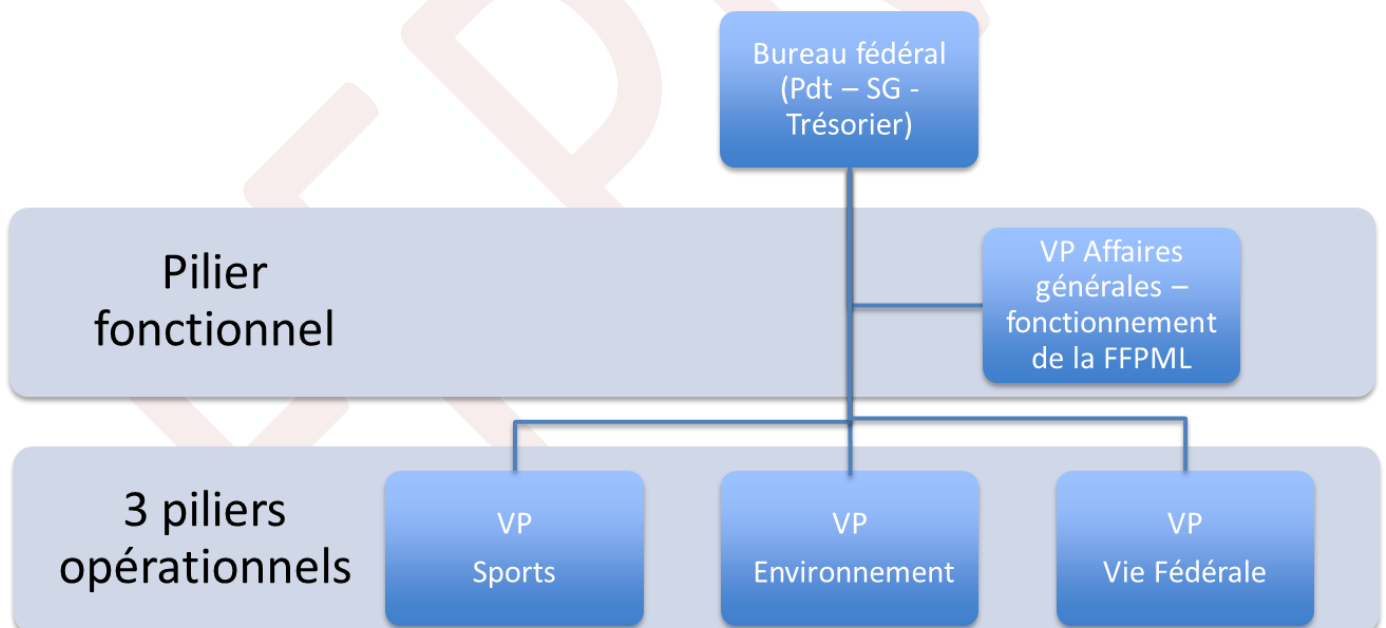 Bureau fédéral
(Pdt – SG -
Trésorier)
Pilier
fonctionnel
VP Affaires
générales –
fonctionnement
de la FFPML
3 piliers
opérationnels
VP
Sports
VP
Environnement
VP
Vie Fédérale